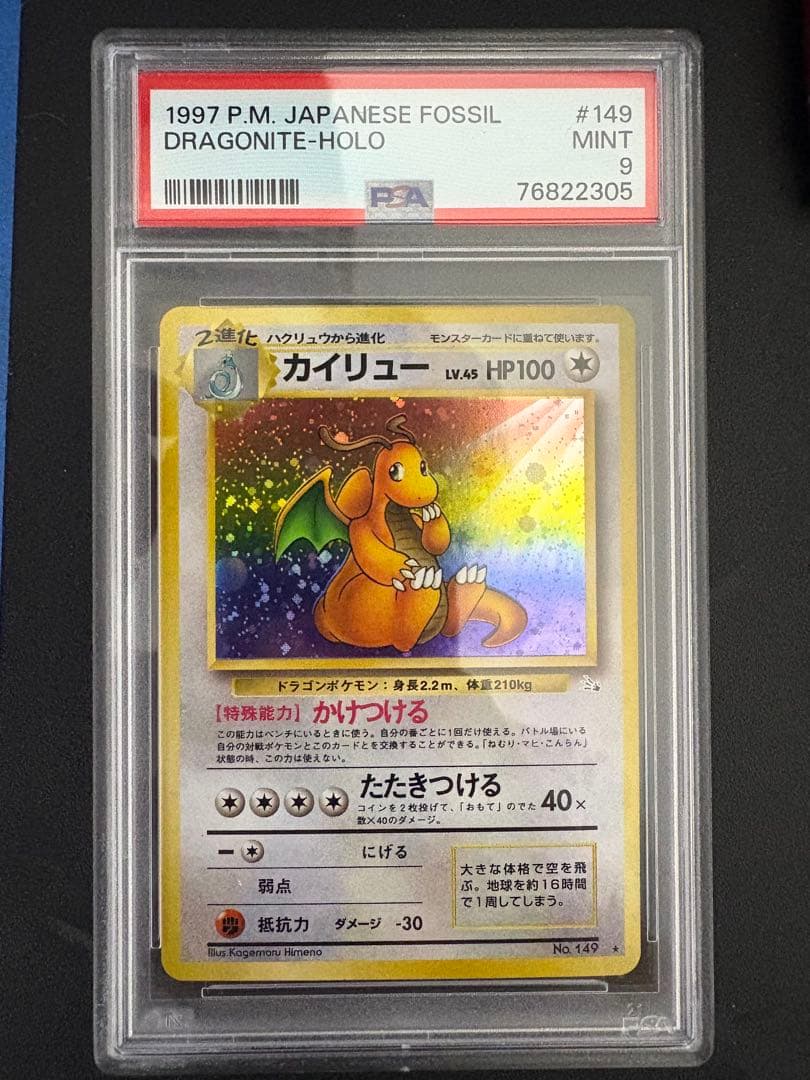 1997 P.M. JAPANESE FOSSIL #149
DRAGONITE-HOLO MINT
9
PSA 76822305
2進化 ハクリュウから進化 モンスターカードに重ねて使います。
カイリュー LV.45 HP100
ドラゴンポケモン:身長2.2m、体重210kg
【特殊能力】 かけつける
この能力はベンチにいるときに使う。自分の番ごとに1回だけ使える。バトル場にいる
自分の対戦ポケモンとこのカードとを交換することができる。「ねむり・マヒ・こんらん」
状態の時、この力は使えない。
たたきつける
コインを2枚投げて、「おもて」のでた 40×
数×40のダメージ。
にげる
弱点
抵抗力 ダメージ -30
大きな体格で空を飛
ぶ。地球を約16時間
で1周してしまう。
Illus.Kagemaru Himeno No. 149 ★
PSA